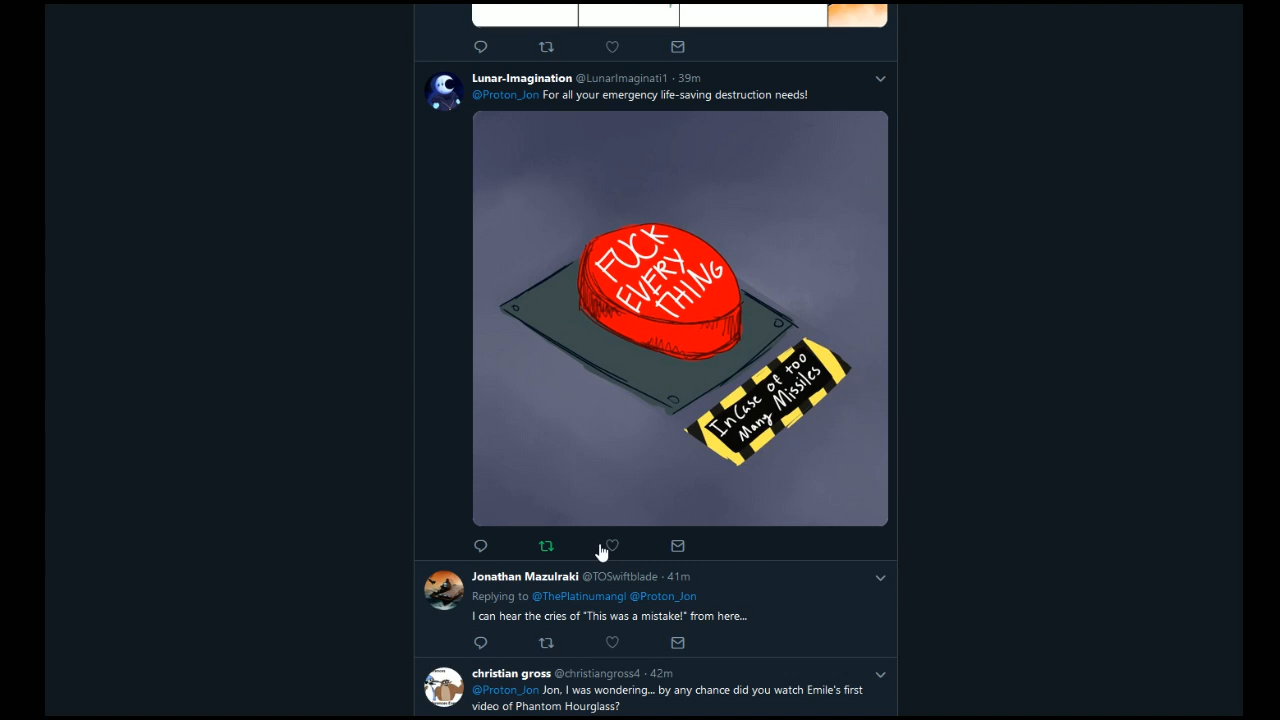 Lunar-Imagination @LunarImaginati1 · 39m
@Proton_Jon For all your emergency life-saving destruction needs!
FUCK
EVERY
THING
InCase of too
Many Missiles
Jonathan Mazulraki @TOSwiftblade · 41m
Replying to @ThePlatinumangl @Proton_Jon
I can hear the cries of "This was a mistake!" from here...
christian gross @christiangross4 · 42m
@Proton_Jon Jon, I was wondering... by any chance did you watch Emile's first
video of Phantom Hourglass?